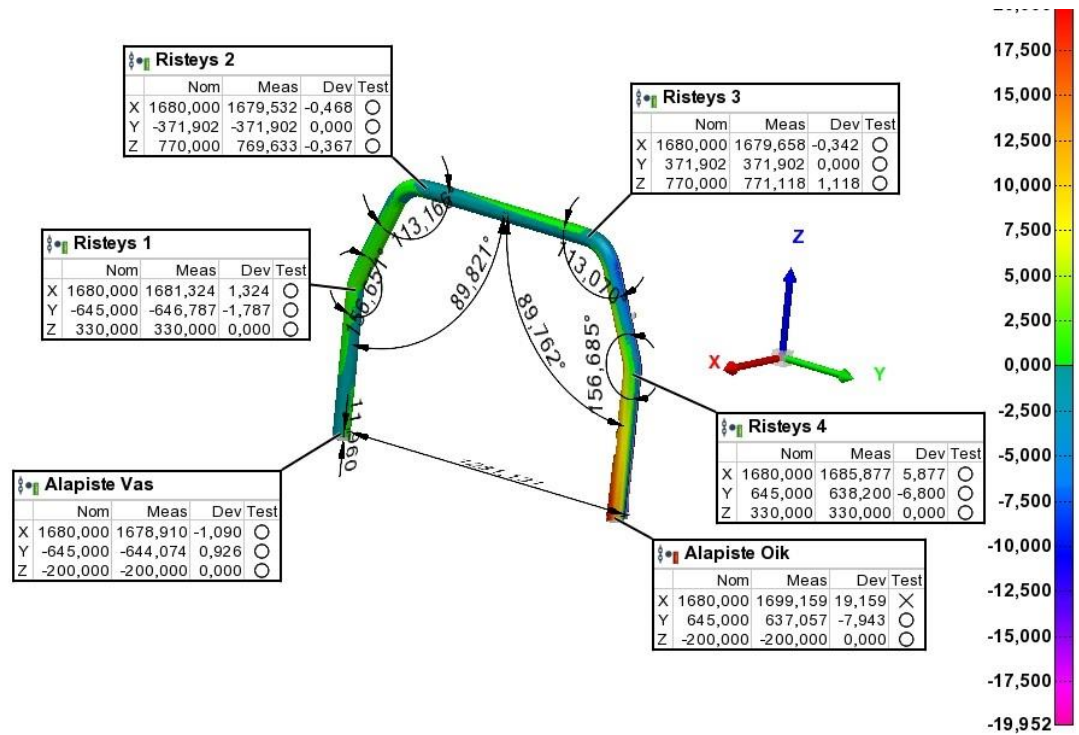 Risteys 2
Nom Meas Dev Test
X 1680,000 1679,532 -0,468
Y -371,902 -371,902 0,000
Z 770,000 769,633 -0,367
Risteys 3
Nom Meas Dev Test
X 1680,000 1679,658 -0,342
Y 371,902 371,902 0,000
Z 770,000 771,118 1,118
Risteys 1
Nom Meas Dev Test
X 1680,000 1681,324 1,324
Y -645,000 -646,787 -1,787
Z 330,000 330,000 0,000
89,821°
89,762°
156,685°
Z
X
Y
Risteys 4
Nom Meas Dev Test
X 1680,000 1685,877 5,877
Y 645,000 638,200 -6,800
Z 330,000 330,000 0,000
Alapiste Vas
Nom Meas Dev Test
X 1680,000 1678,910 -1,090
Y -645,000 -644,074 0,926
Z -200,000 -200,000 0,000
Alapiste Oik
Nom Meas Dev Test
X 1680,000 1699,159 19,159
Y 645,000 637,057 -7,943
Z -200,000 -200,000 0,000
17,500
15,000
12,500
10,000
7,500
5,000
2,500
0,000
-2,500
-5,000
-7,500
-10,000
-12,500
-15,000
-17,500
-19,952